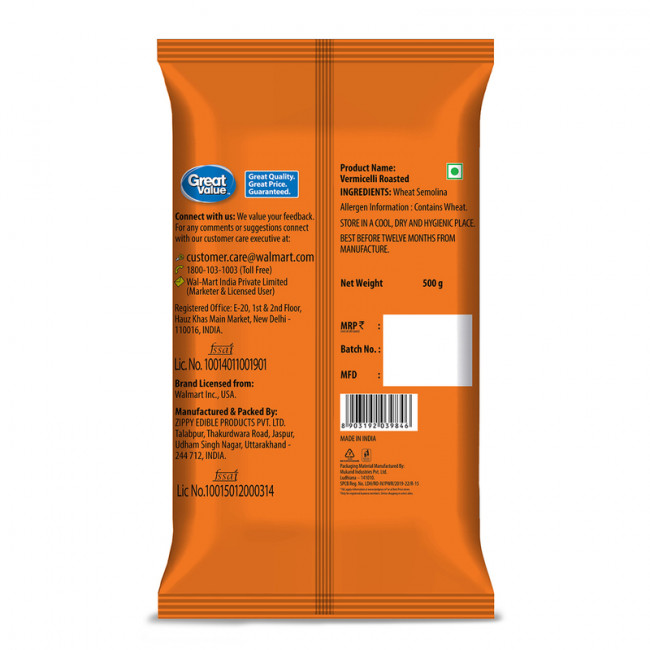 Great
Value
Great Quality.
Great Price.
Guaranteed.
Connect with us: We value your feedback.
For any comments or suggestions connect
with our customer care executive at:
customer.care@walmart.com
1800-103-1003 (Toll Free)
Wal-Mart India Private Limited
(Marketer & Licensed User)
Registered Office: E-20, 1st & 2nd Floor,
Hauz Khas Main Market, New Delhi -
110016, INDIA.
fssai
Lic. No. 10014011001901
Brand Licensed from:
Walmart Inc., USA.
Manufactured & Packed By:
ZIPPY EDIBLE PRODUCTS PVT. LTD.
Talabpur, Thakurdwara Road, Jaspur,
Udham Singh Nagar, Uttarakhand -
244 712, INDIA.
fssai
Lic No.10015012000314
Product Name:
Vermicelli Roasted
INGREDIENTS: Wheat Semolina
Allergen Information : Contains Wheat.
STORE IN A COOL, DRY AND HYGIENIC PLACE.
BEST BEFORE TWELVE MONTHS FROM
MANUFACTURE.
Net Weight 500 g
MRP ₹ :
Batch No. :
MFD :
8 903192 039846
MADE IN INDIA
Packaging Material Manufactured By:
Mukand Industries Pvt. Ltd.
Ludhiana - 141010.